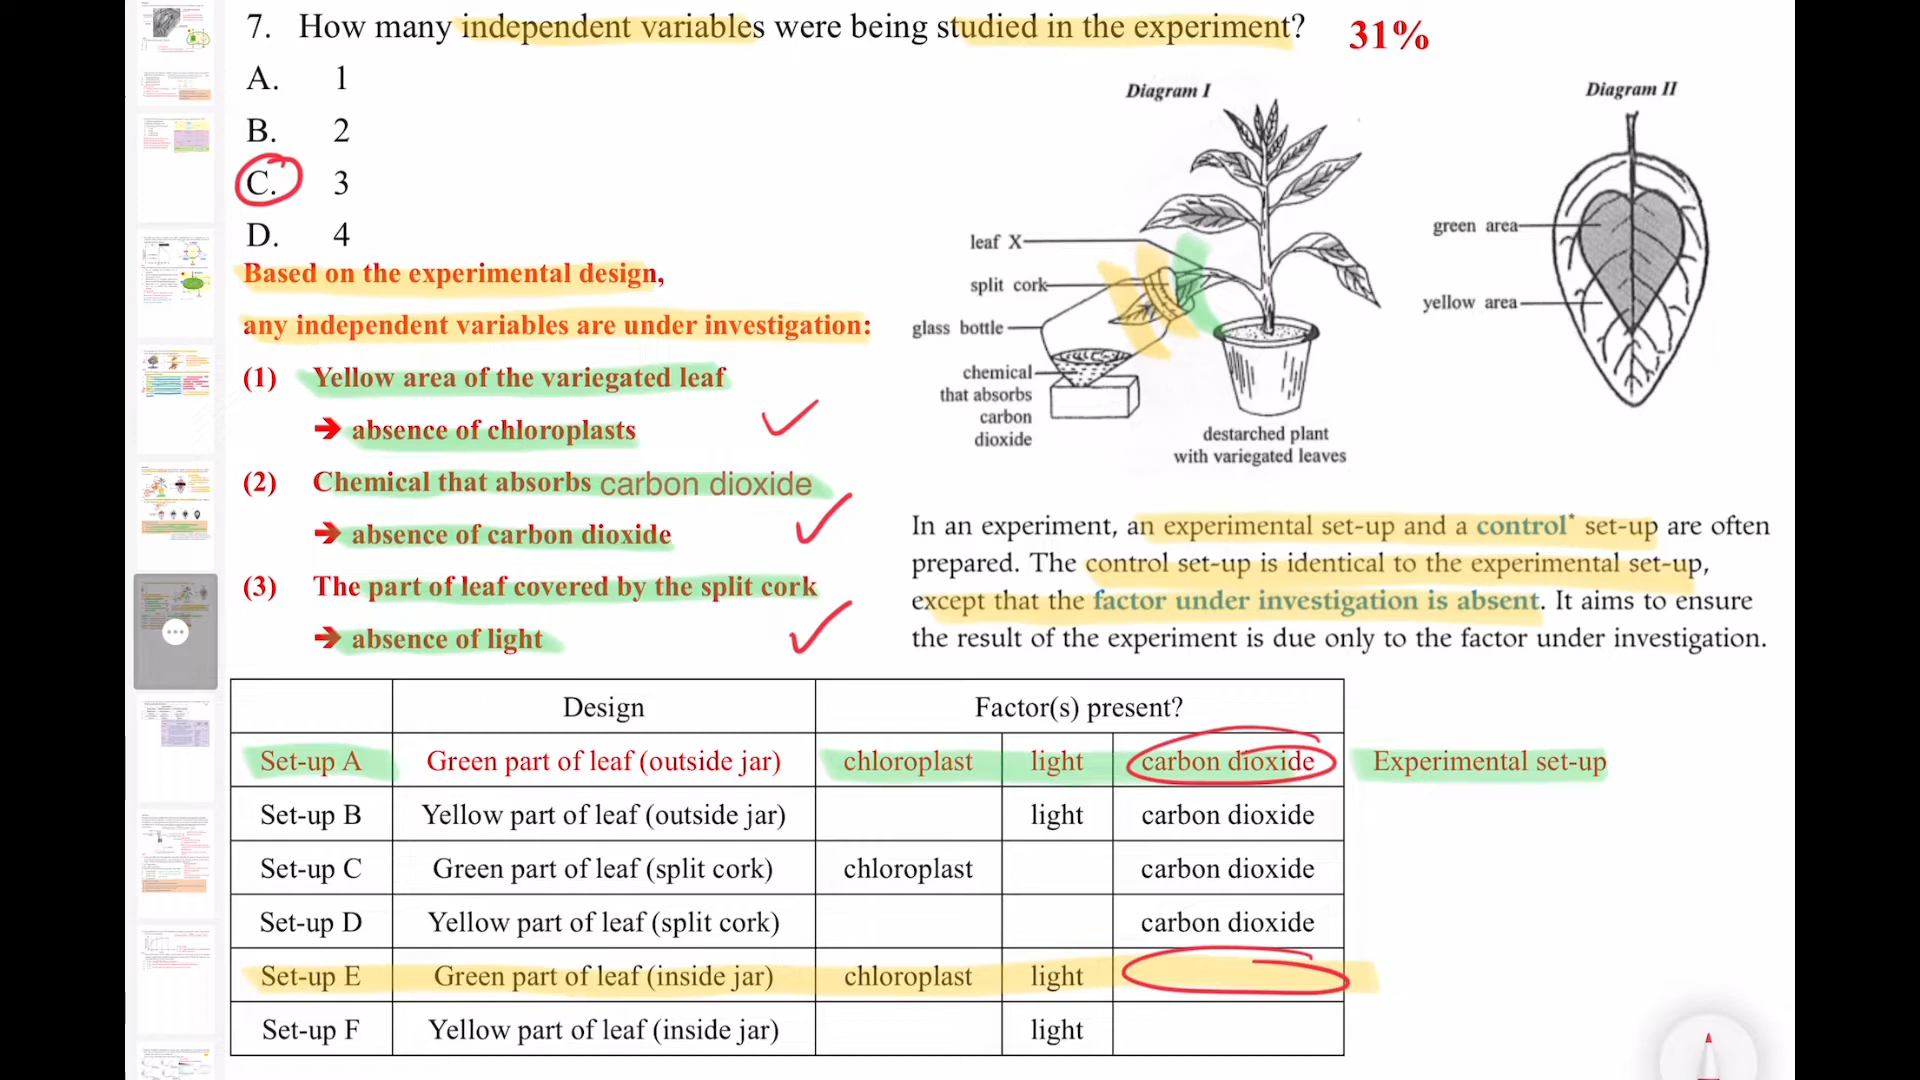 7. How many independent variables were being studied in the experiment? 31%
A. 1
B. 2
C. 3
D. 4
Based on the experimental design,
any independent variables are under investigation:
(1) Yellow area of the variegated leaf
➔ absence of chloroplasts
(2) Chemical that absorbs carbon dioxide
➔ absence of carbon dioxide
(3) The part of leaf covered by the split cork
➔ absence of light
Diagram I
leaf X
split cork
glass bottle
chemical
that absorbs
carbon
dioxide
destarched plant
with variegated leaves
Diagram II
green area
yellow area
In an experiment, an experimental set-up and a control* set-up are often
prepared. The control set-up is identical to the experimental set-up,
except that the factor under investigation is absent. It aims to ensure
the result of the experiment is due only to the factor under investigation.
Design Factor(s) present?
Set-up A Green part of leaf (outside jar) chloroplast light carbon dioxide Experimental set-up
Set-up B Yellow part of leaf (outside jar) light carbon dioxide
Set-up C Green part of leaf (split cork) chloroplast carbon dioxide
Set-up D Yellow part of leaf (split cork) carbon dioxide
Set-up E Green part of leaf (inside jar) chloroplast light
Set-up F Yellow part of leaf (inside jar) light